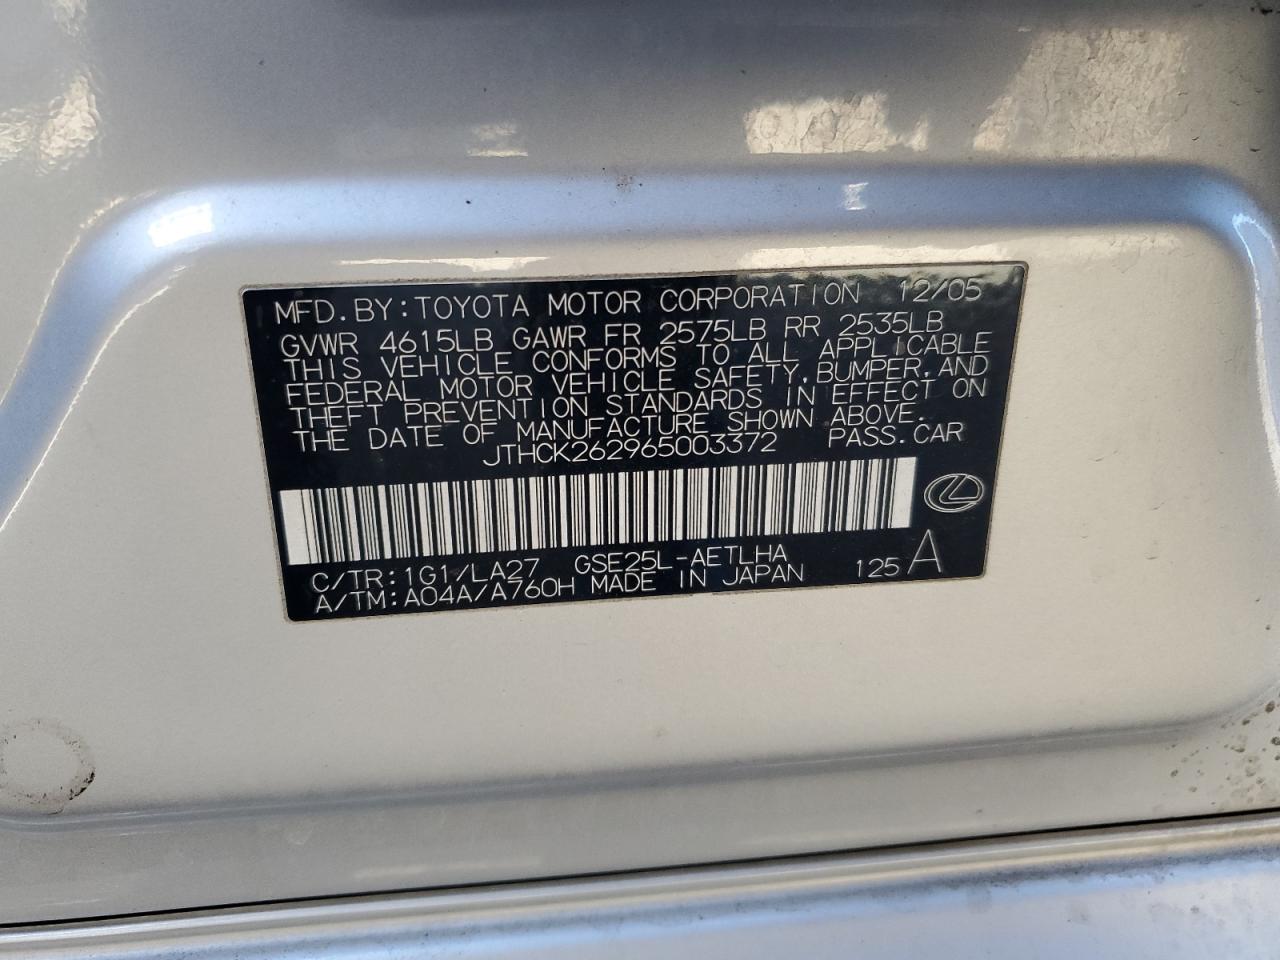 MFD. BY: TOYOTA MOTOR CORPORATION 12/05
GVWR 4615LB GAWR FR 2575LB RR 2535LB
THIS VEHICLE CONFORMS TO ALL APPLICABLE
FEDERAL MOTOR VEHICLE SAFETY, BUMPER, AND
THEFT PREVENTION STANDARDS IN EFFECT ON
THE DATE OF MANUFACTURE SHOWN ABOVE.
JTHCK262965003372 PASS. CAR
C/TR: 1G1/LA27 GSE25L-AETLHA 125 A
A/TM: A04A/A760H MADE IN JAPAN